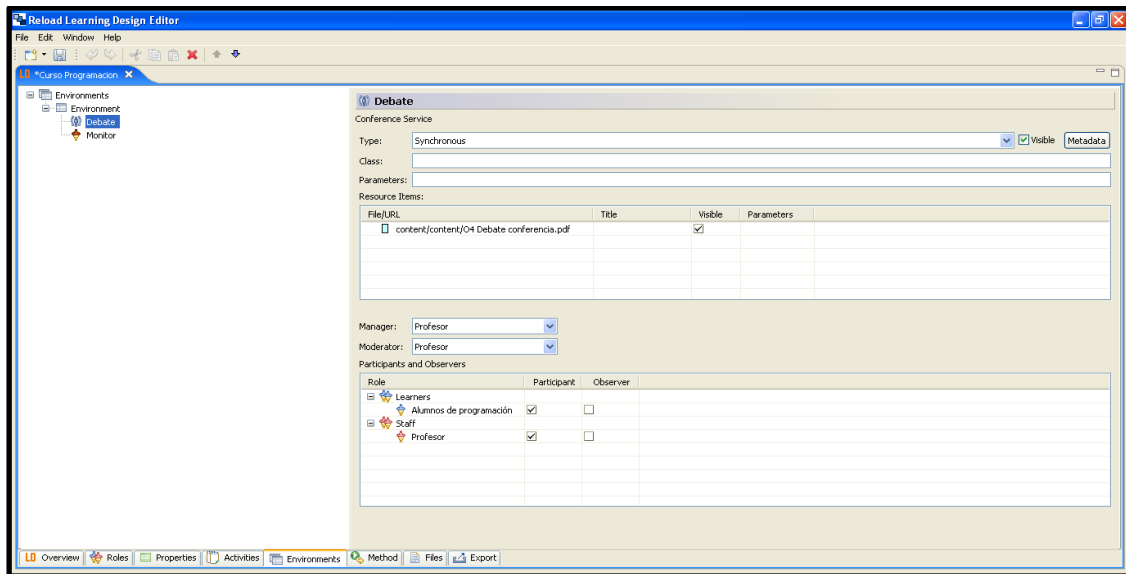 Reload Learning Design Editor
File Edit Window Help
LD *Curso Programacion
Environments
Environment
Debate
Monitor
Debate
Conference Service
Type: Synchronous Visible Metadata
Class:
Parameters:
Resource Items:
File/URL Title Visible Parameters
content/content/O4 Debate conferencia.pdf
Manager: Profesor
Moderator: Profesor
Participants and Observers
Role Participant Observer
Learners
Alumnos de programación
Staff
Profesor
LD Overview Roles Properties Activities Environments Method Files Export